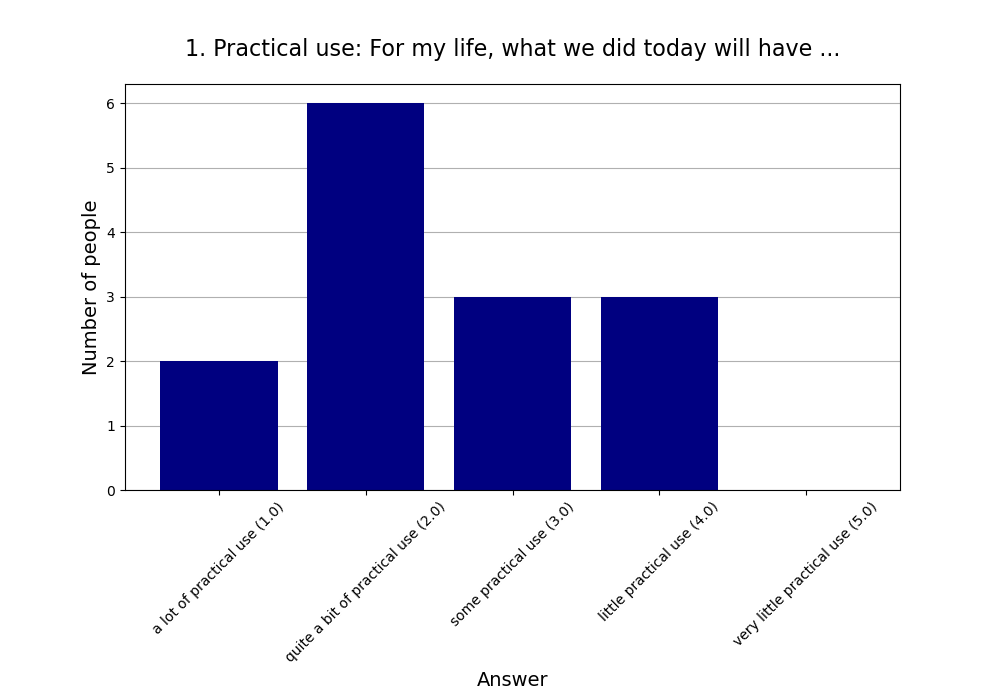 1. Practical use: For my life, what we did today will have ...
Number of people
6
5
4
3
2
1
0
a lot of practical use (1.0)
quite a bit of practical use (2.0)
some practical use (3.0)
little practical use (4.0)
very little practical use (5.0)
Answer